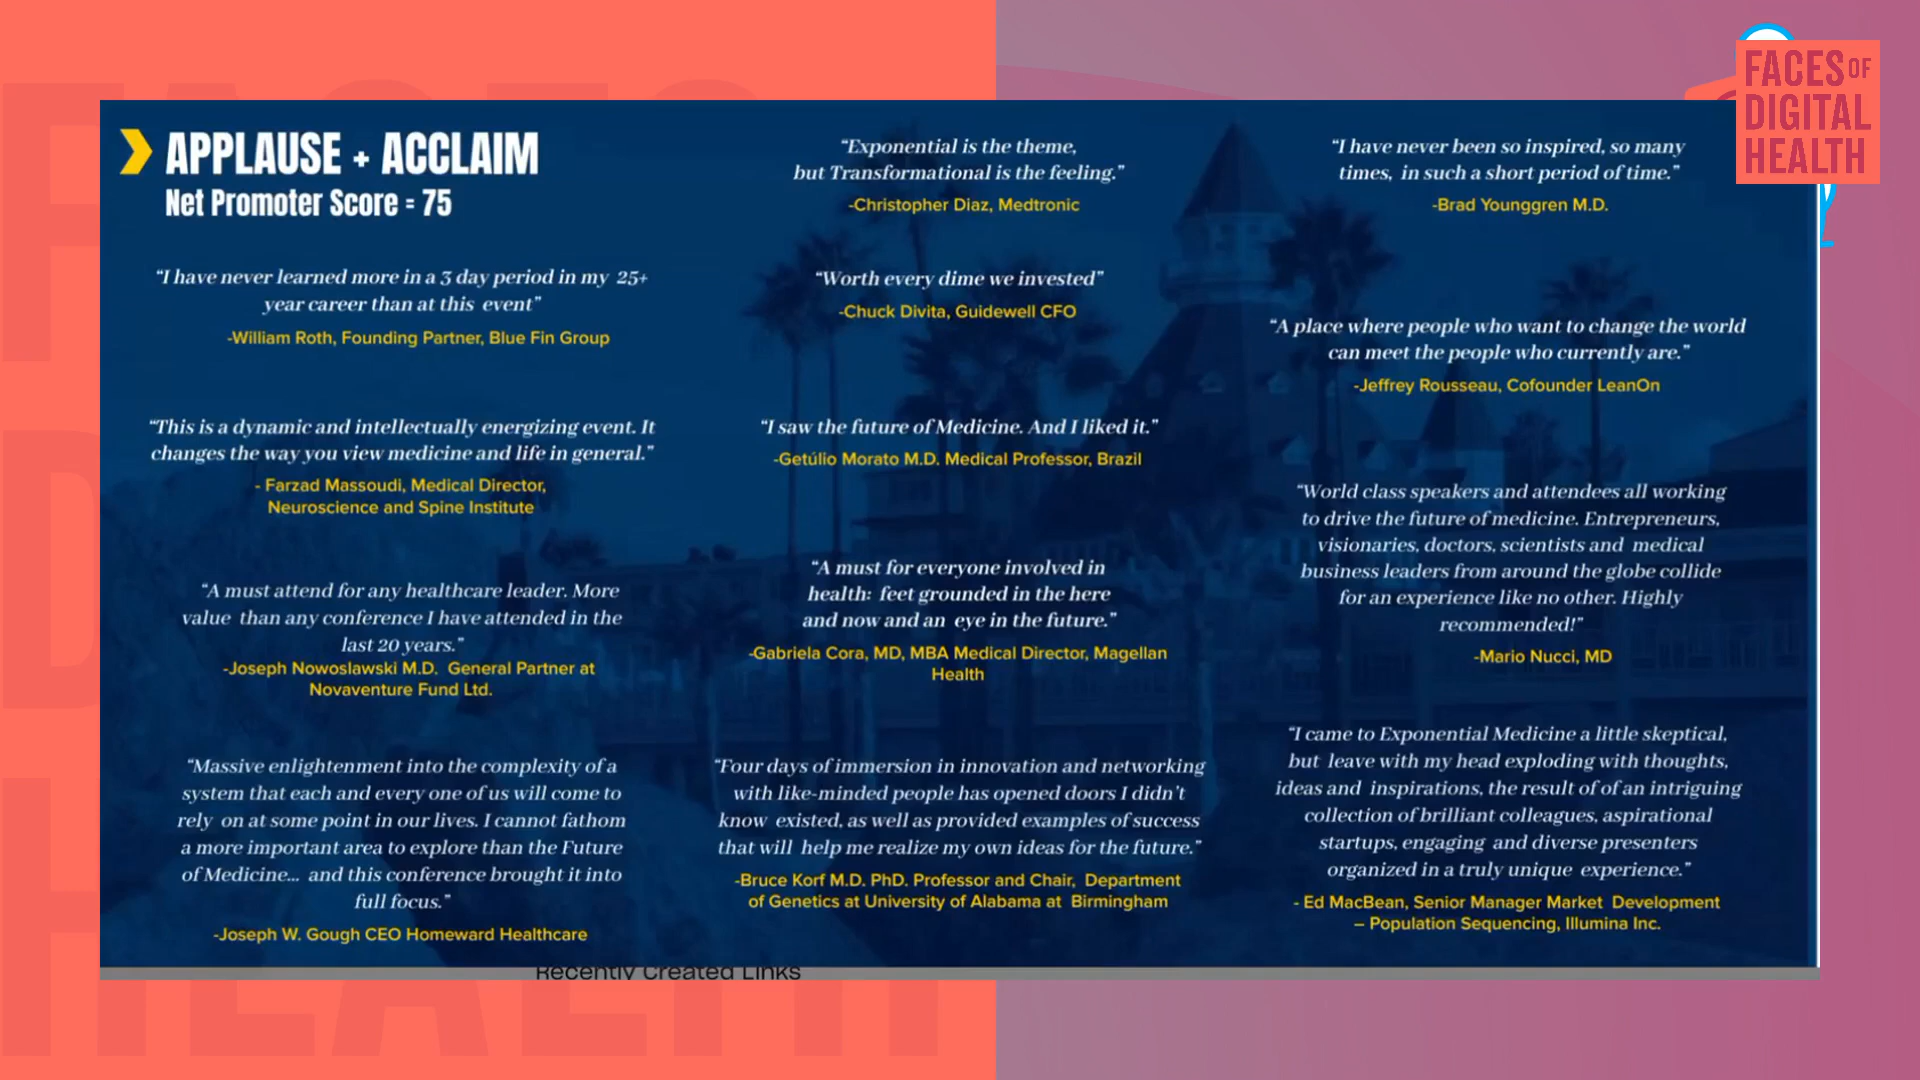 APPLAUSE + ACCLAIM
Net Promoter Score = 75
“I have never learned more in a 3 day period in my 25+
year career than at this event”
-William Roth, Founding Partner, Blue Fin Group
“This is a dynamic and intellectually energizing event. It
changes the way you view medicine and life in general.”
- Farzad Massoudi, Medical Director,
Neuroscience and Spine Institute
“A must attend for any healthcare leader. More
value than any conference I have attended in the
last 20 years.”
-Joseph Nowoslawski M.D. General Partner at
Novaventure Fund Ltd.
“Massive enlightenment into the complexity of a
system that each and every one of us will come to
rely on at some point in our lives. I cannot fathom
a more important area to explore than the Future
of Medicine... and this conference brought it into
full focus.”
-Joseph W. Gough CEO Homeward Healthcare
“Exponential is the theme,
but Transformational is the feeling.”
-Christopher Diaz, Medtronic
“Worth every dime we invested”
-Chuck Divita, Guidewell CFO
“I saw the future of Medicine. And I liked it.”
-Getúlio Morato M.D. Medical Professor, Brazil
“A must for everyone involved in
health: feet grounded in the here
and now and an eye in the future.”
-Gabriela Cora, MD, MBA Medical Director, Magellan
Health
“Four days of immersion in innovation and networking
with like-minded people has opened doors I didn’t
know existed, as well as provided examples of success
that will help me realize my own ideas for the future.”
-Bruce Korf M.D. PhD. Professor and Chair, Department
of Genetics at University of Alabama at Birmingham
“I have never been so inspired, so many
times, in such a short period of time.”
-Brad Younggren M.D.
“A place where people who want to change the world
can meet the people who currently are.”
-Jeffrey Rousseau, Cofounder LeanOn
“World class speakers and attendees all working
to drive the future of medicine. Entrepreneurs,
visionaries, doctors, scientists and medical
business leaders from around the globe collide
for an experience like no other. Highly
recommended!”
-Mario Nucci, MD
“I came to Exponential Medicine a little skeptical,
but leave with my head exploding with thoughts,
ideas and inspirations, the result of of an intriguing
collection of brilliant colleagues, aspirational
startups, engaging and diverse presenters
organized in a truly unique experience.”
- Ed MacBean, Senior Manager Market Development
– Population Sequencing, Illumina Inc.
FACES OF
DIGITAL
HEALTH
Recently Created Links
HEALTH